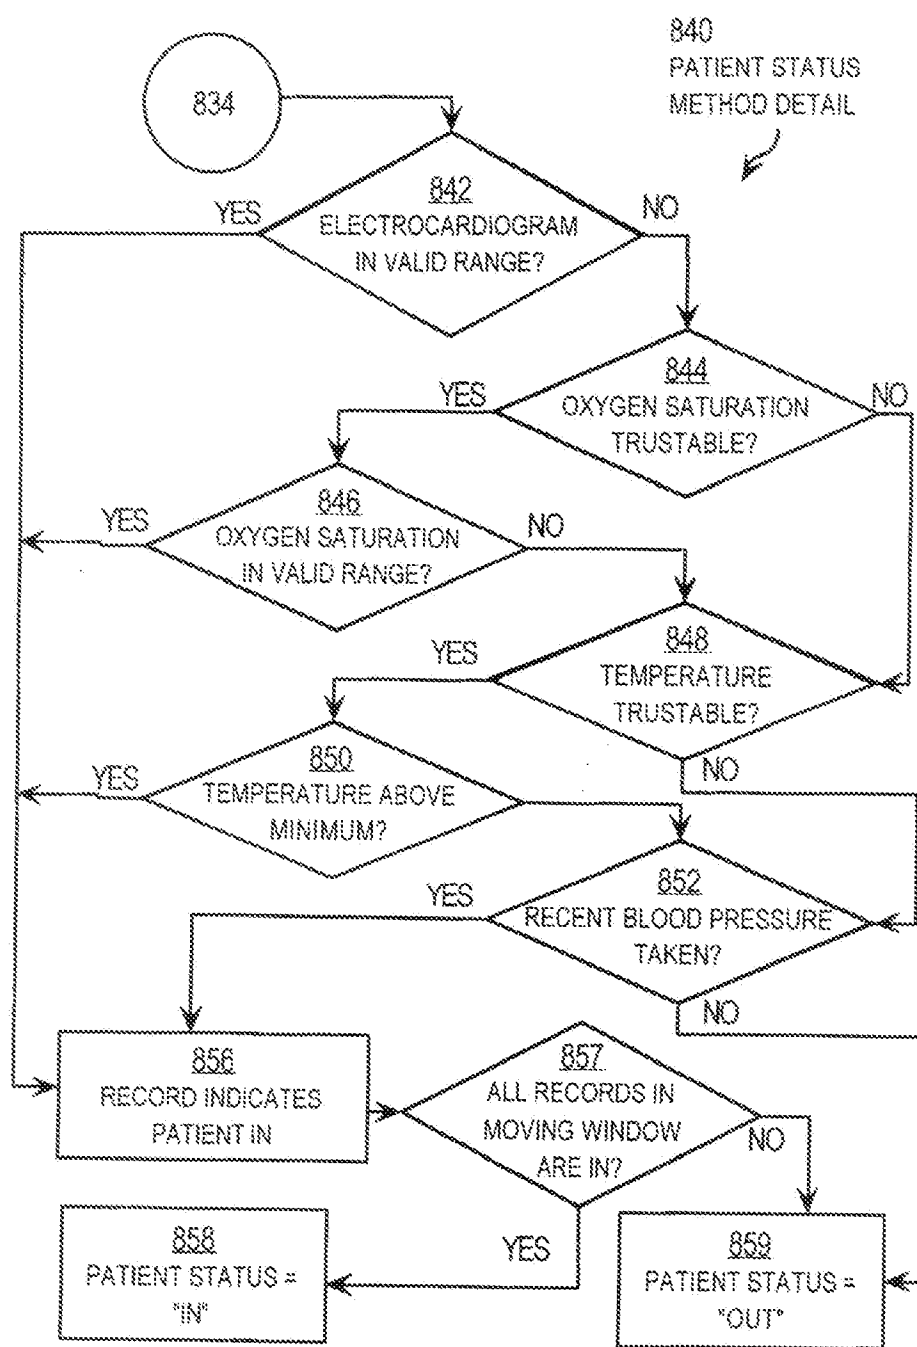 840
PATIENT STATUS
METHOD DETAIL
834
842
ELECTROCARDIOGRAM
IN VALID RANGE?
YES
NO
844
OXYGEN SATURATION
TRUSTABLE?
YES
NO
846
OXYGEN SATURATION
IN VALID RANGE?
YES
NO
848
TEMPERATURE
TRUSTABLE?
YES
NO
850
TEMPERATURE ABOVE
MINIMUM?
YES
852
RECENT BLOOD PRESSURE
TAKEN?
YES
NO
856
RECORD INDICATES
PATIENT IN
857
ALL RECORDS IN
MOVING WINDOW
ARE IN?
NO
YES
858
PATIENT STATUS =
"IN"
859
PATIENT STATUS =
"OUT"